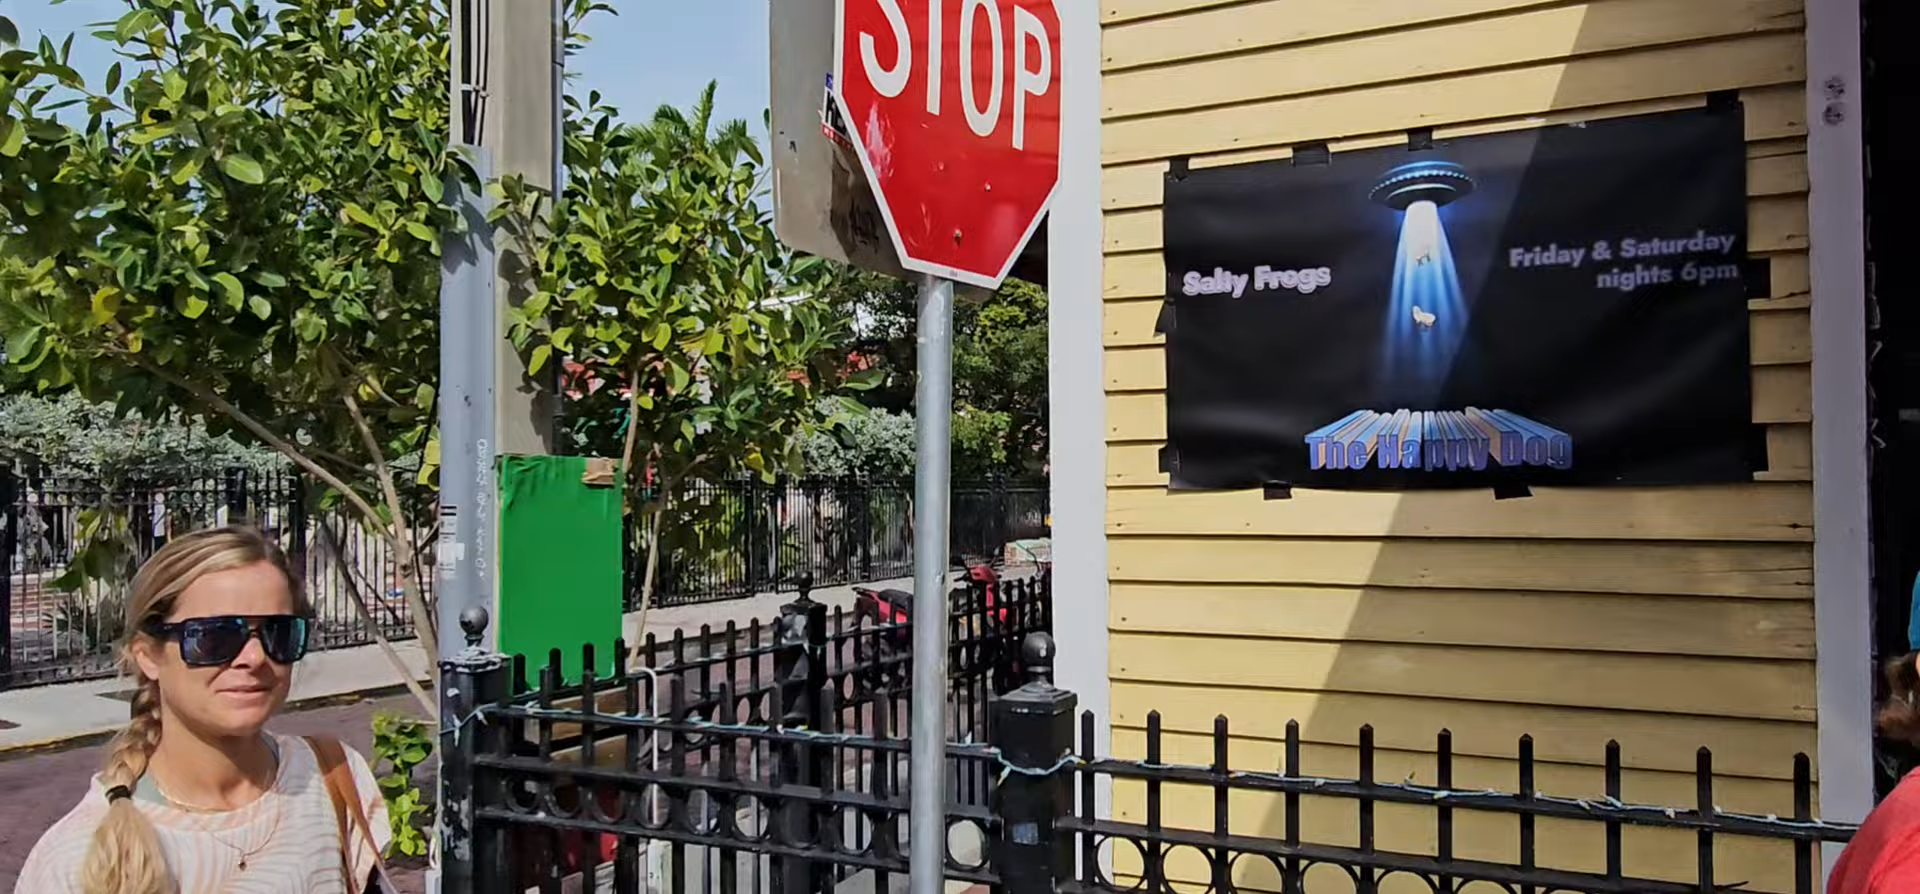 STOP
Salty Frogs
Friday & Saturday
nights 6pm
The Happy Dog